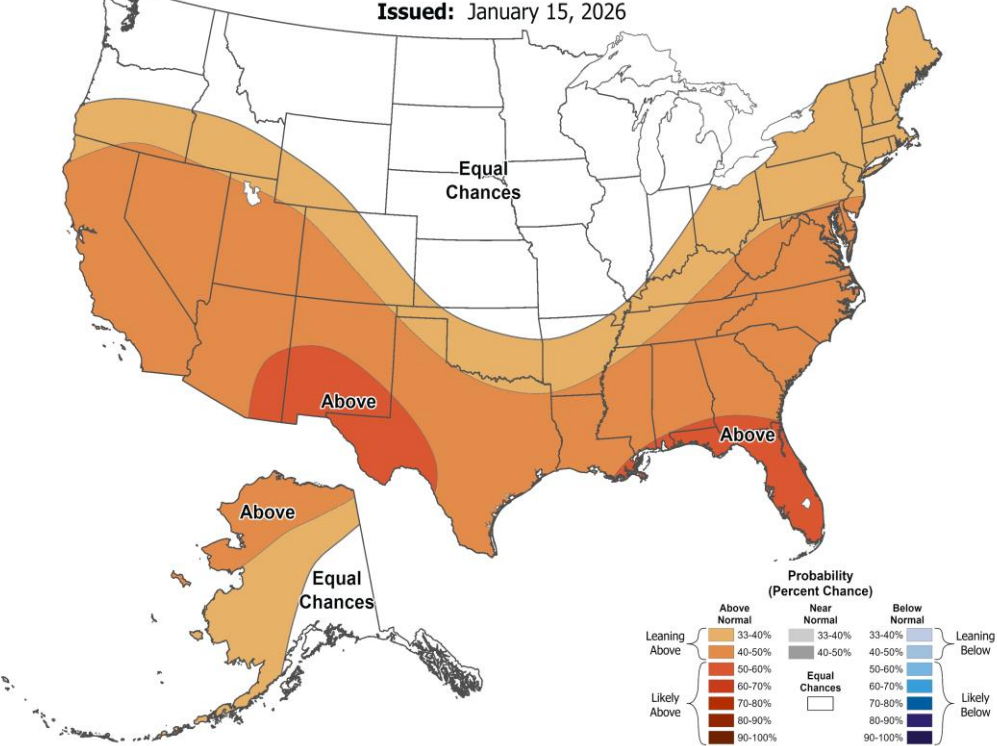 Issued: January 15, 2026
Equal
Chances
Above
Above
Above
Equal
Chances
Probability
(Percent Chance)
Above
Normal
Near
Normal
Below
Normal
Leaning
Above
33-40%
40-50%
33-40%
40-50%
33-40%
40-50%
Leaning
Below
Likely
Above
50-60%
60-70%
70-80%
80-90%
90-100%
Equal
Chances
50-60%
60-70%
70-80%
80-90%
90-100%
Likely
Below